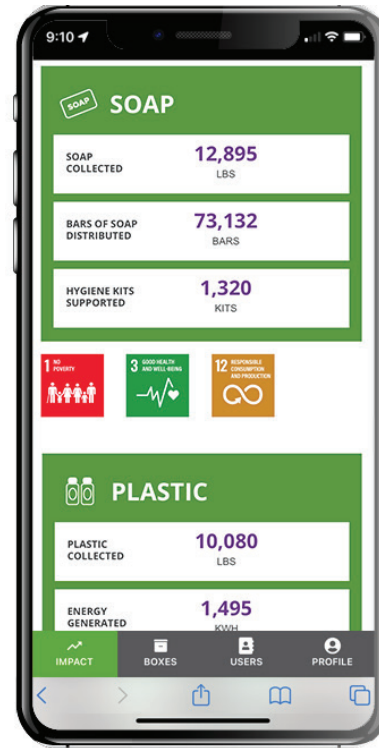 9:10
SOAP
SOAP
SOAP
COLLECTED
12,895
LBS
BARS OF SOAP
DISTRIBUTED
73,132
BARS
HYGIENE KITS
SUPPORTED
1,320
KITS
1 NO
POVERTY
3 GOOD HEALTH
AND WELL-BEING
12 RESPONSIBLE
CONSUMPTION
AND PRODUCTION
PLASTIC
PLASTIC
COLLECTED
10,080
LBS
ENERGY
GENERATED
1,495
KWH
IMPACT
BOXES
USERS
PROFILE